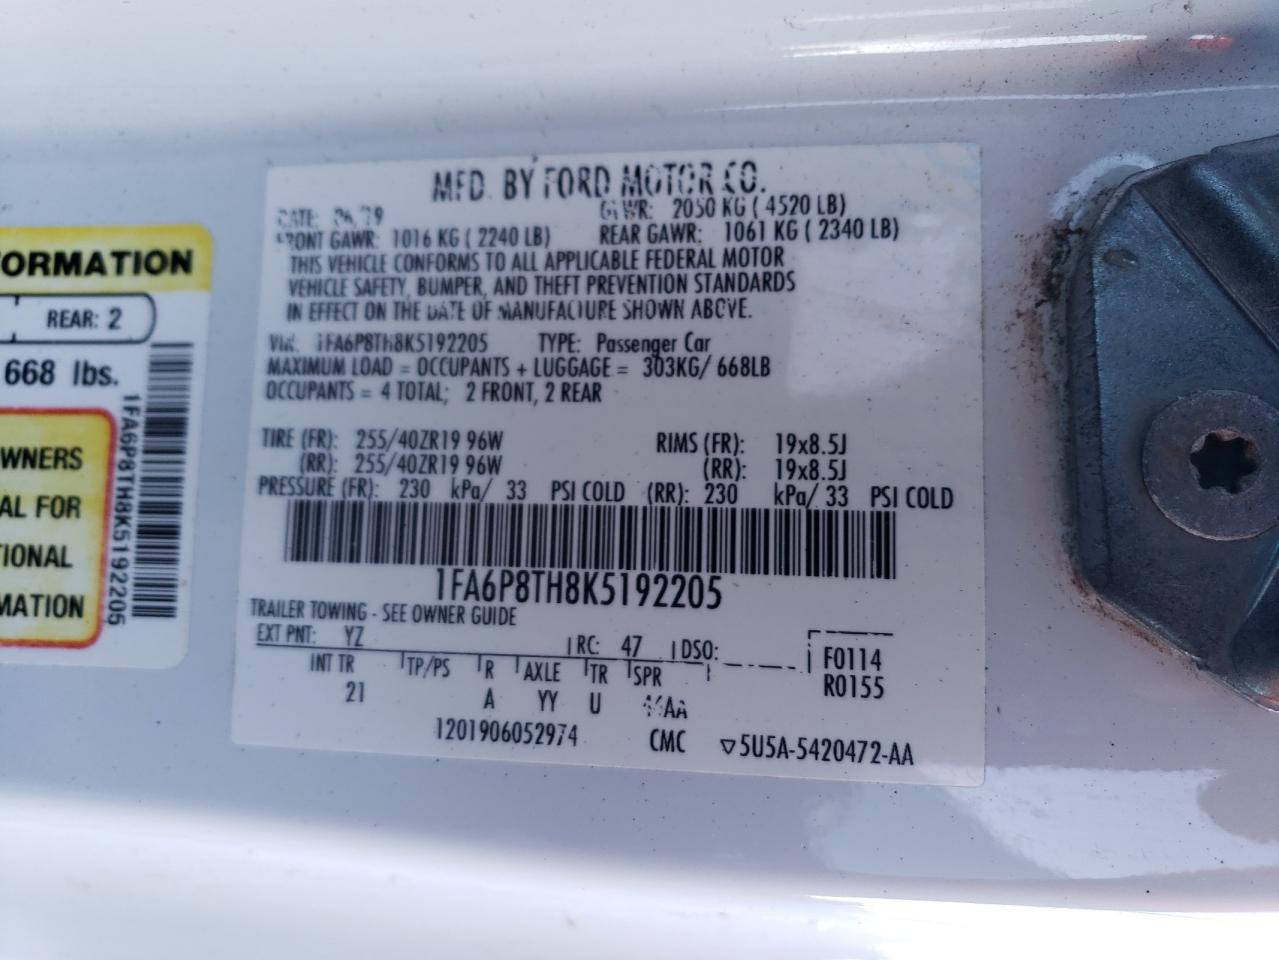 ORMATION
REAR: 2
668 lbs.
WNERS
AL FOR
TIONAL
MATION
1FA6P8TH8K5192205
MFD. BY FORD MOTOR CO.
DATE: 06/19 GVWR: 2050 KG ( 4520 LB)
FRONT GAWR: 1016 KG ( 2240 LB) REAR GAWR: 1061 KG ( 2340 LB)
THIS VEHICLE CONFORMS TO ALL APPLICABLE FEDERAL MOTOR
VEHICLE SAFETY, BUMPER, AND THEFT PREVENTION STANDARDS
IN EFFECT ON THE DATE OF MANUFACTURE SHOWN ABOVE.
VIN: 1FA6P8TH8K5192205 TYPE: Passenger Car
MAXIMUM LOAD = OCCUPANTS + LUGGAGE = 303KG/ 668LB
OCCUPANTS = 4 TOTAL; 2 FRONT, 2 REAR
TIRE (FR): 255/40ZR19 96W RIMS (FR): 19x8.5J
(RR): 255/40ZR19 96W (RR): 19x8.5J
PRESSURE (FR): 230 kPa/ 33 PSI COLD (RR): 230 kPa/ 33 PSI COLD
1FA6P8TH8K5192205
TRAILER TOWING - SEE OWNER GUIDE
EXT PNT: YZ RC: 47 DSO: F0114
INT TR TP/PS R AXLE TR SPR R0155
21 A YY U AA
1201906052974 CMC ▽5U5A-5420472-AA